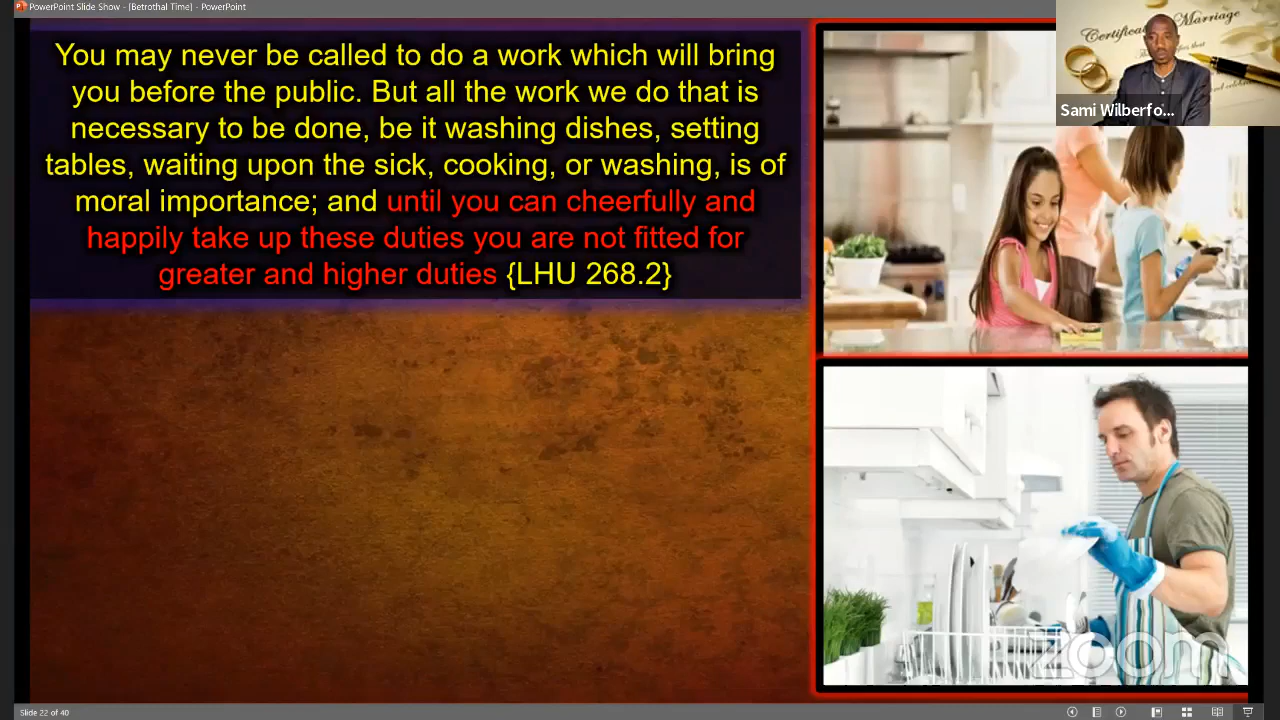 PowerPoint Slide Show - [Betrothal Time] - PowerPoint
You may never be called to do a work which will bring
you before the public. But all the work we do that is
necessary to be done, be it washing dishes, setting
tables, waiting upon the sick, cooking, or washing, is of
moral importance; and until you can cheerfully and
happily take up these duties you are not fitted for
greater and higher duties {LHU 268.2}
Marriage
Sami Wilberfo...
zoom
Slide 22 of 40